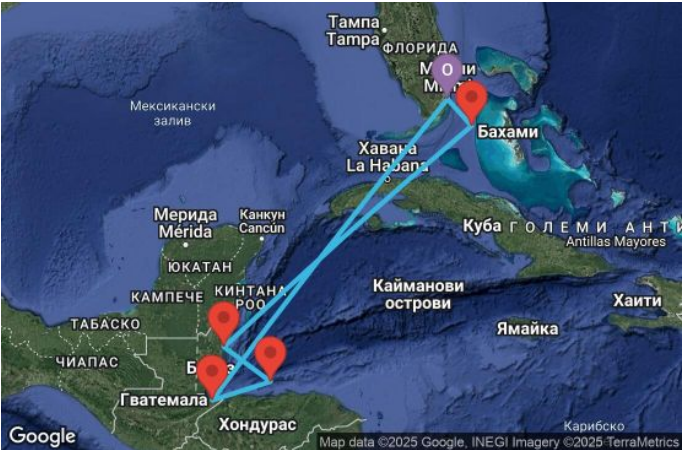 Тампа
Tampa
ФЛОРИДА
O
Бахами
Мексикански
залив
Хавана
La Habana
Мерида
Mérida
Канкун
Cancún
Куба
ГОЛЕМИ АНТИ
Antillas Mayores
ЮКАТАН
КАМПЕЧЕ
КИНТАНА
РОО
Кайманови
острови
Хаити
ТАБАСКО
Ямайка
ЧИАПАС
Гватемала
Хондурас
Карибско
Google
Map data ©2025 Google, INEGI Imagery ©2025 TerraMetrics